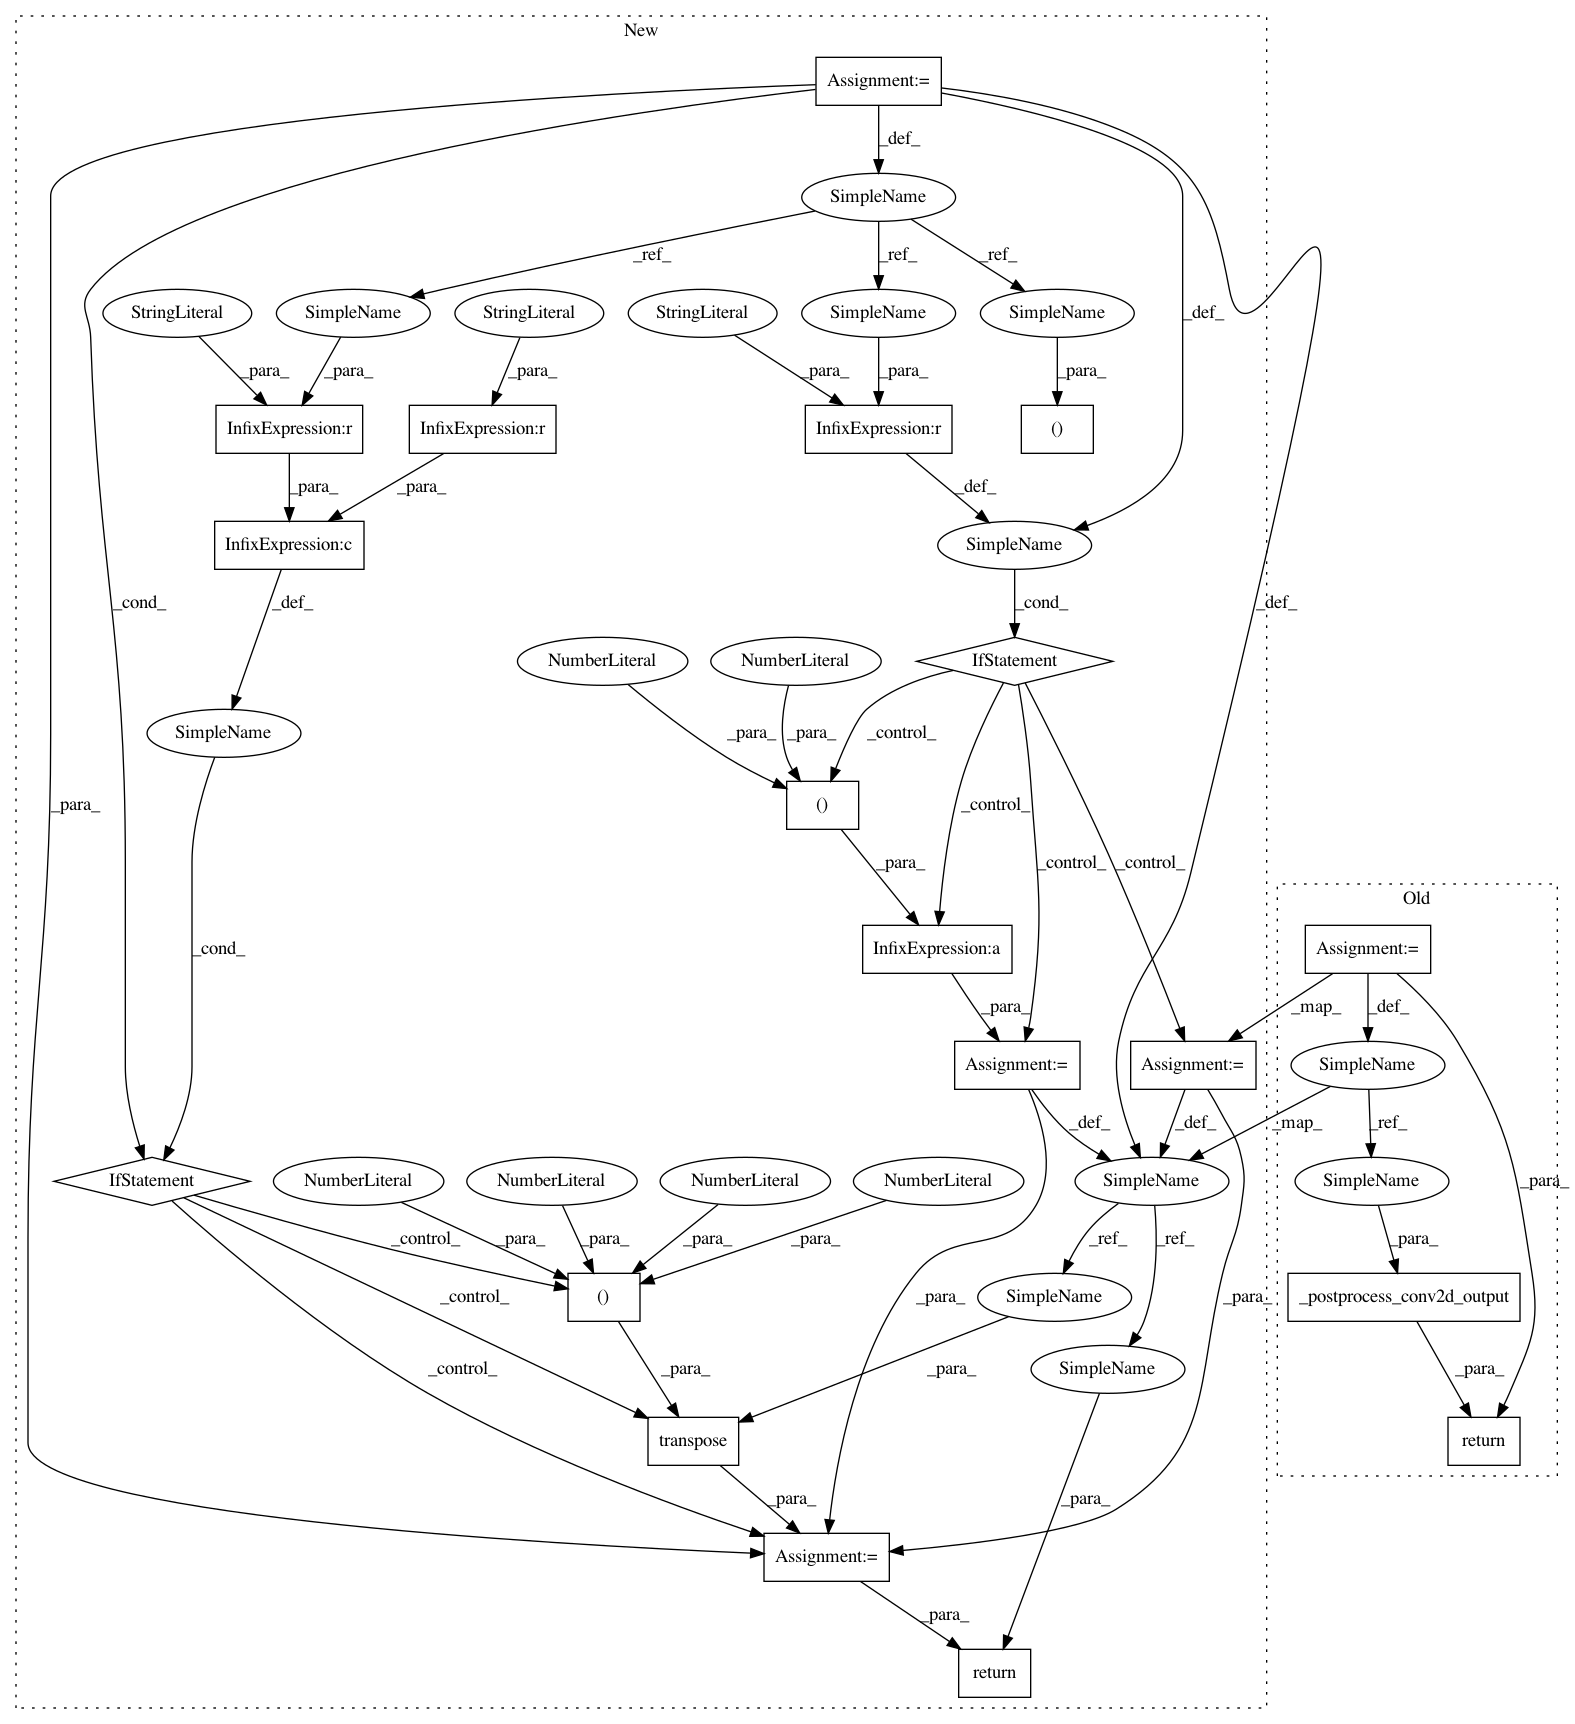 New
Assignment:=
_def_
SimpleName
_ref_ _ref_ _ref_
StringLiteral SimpleName StringLiteral StringLiteral SimpleName SimpleName _def_
_para_ _para_ _para_ _para_ _para_ _para_
InfixExpression:r InfixExpression:r InfixExpression:r ()
_para_ _para_ _def_
InfixExpression:c SimpleName
_cond_ _def_ _cond_ _def_
NumberLiteral NumberLiteral IfStatement
SimpleName _para_ _para_ _control_
_para_ () _control_
_para_ _control_ _control_
Old
_cond_ InfixExpression:a Assignment:=
_para_ _map_ _def_
Assignment:= Assignment:= SimpleName
_def_ _def_ _map_ _ref_
IfStatement NumberLiteral NumberLiteral NumberLiteral NumberLiteral SimpleName SimpleName _para_
_control_ _para_ _para_ _para_ _para_ _ref_ _ref_ _para_
_control_ () _para_ SimpleName _para_ _postprocess_conv2d_output
_control_ _para_ _para_ SimpleName _para_
transpose return
_para_ _para_
Assignment:=
_para_
return